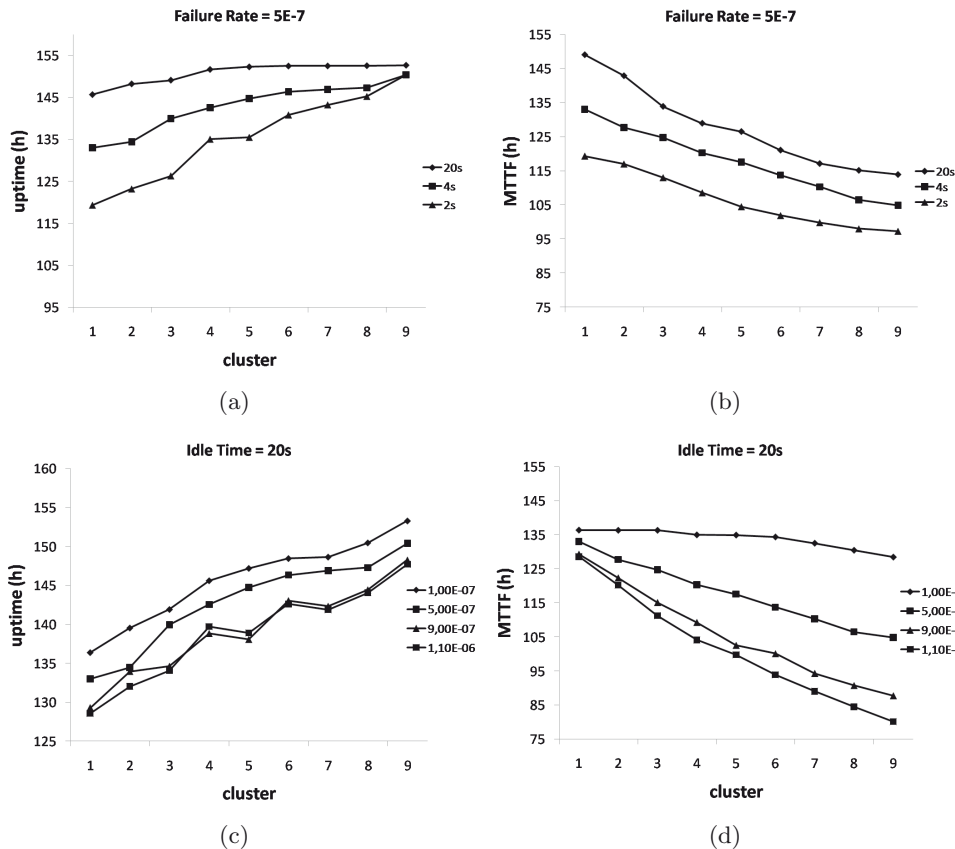 Failure Rate = 5E-7
155
145
135
125
115
105
95
uptime (h)
1 2 3 4 5 6 7 8 9
cluster
20s
4s
2s
(a)
Failure Rate = 5E-7
155
145
135
125
115
105
95
85
75
MTTF (h)
1 2 3 4 5 6 7 8 9
20s
4s
2s
(b)
Idle Time = 20s
160
155
150
145
140
135
130
125
uptime (h)
1 2 3 4 5 6 7 8 9
cluster
1,00E-07
5,00E-07
9,00E-07
1,10E-06
(c)
Idle Time = 20s
155
145
135
125
115
105
95
85
75
MTTF (h)
1 2 3 4 5 6 7 8 9
cluster
1,00E-
5,00E-
9,00E-
1,10E-
(d)